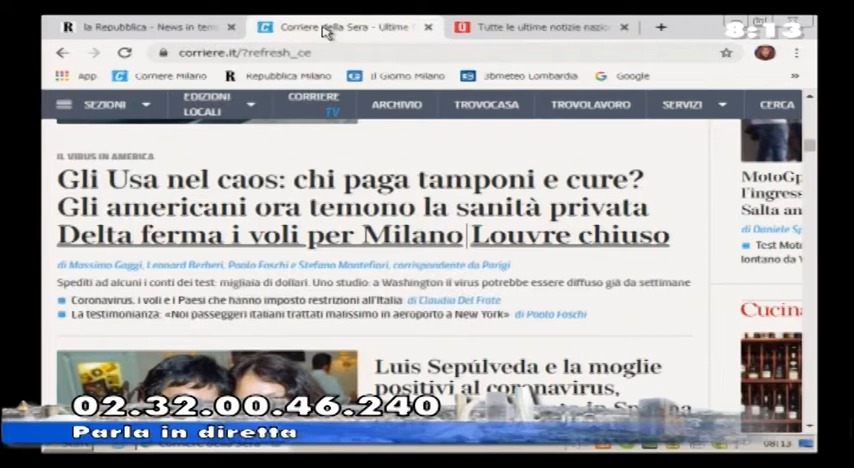 la Repubblica - News in tem
Corriere della Sera - Ultime
Tutte le ultime notizie nazio
8:13
corriere.it/?refresh_ce
App
Corriere Milano
Repubblica Milano
Il Giorno Milano
3bmeteo Lombardia
Google
SEZIONI
EDIZIONI LOCALI
CORRIERE TV
ARCHIVIO
TROVOCASA
TROVOLAVORO
SERVIZI
CERCA
IL VIRUS IN AMERICA
Gli Usa nel caos: chi paga tamponi e cure?
Gli americani ora temono la sanità privata
Delta ferma i voli per Milano|Louvre chiuso
di Massimo Gaggi, Leonard Berberi, Paolo Foschi e Stefano Montefiori, corrispondente da Parigi
Spediti ad alcuni i conti dei test: migliaia di dollari. Uno studio: a Washington il virus potrebbe essere diffuso già da settimane
Coronavirus, i voli e i Paesi che hanno imposto restrizioni all'Italia di Claudio Del Frate
La testimonianza: «Noi passeggeri italiani trattati malissimo in aeroporto a New York» di Paolo Foschi
MotoGp
l'ingress
Salta an
di Daniele Sp
Test Mot
lontano da Y
Cucina
Luis Sepúlveda e la moglie
positivi al coronavirus,
02.32.00.46.240
Parla in diretta
08:13